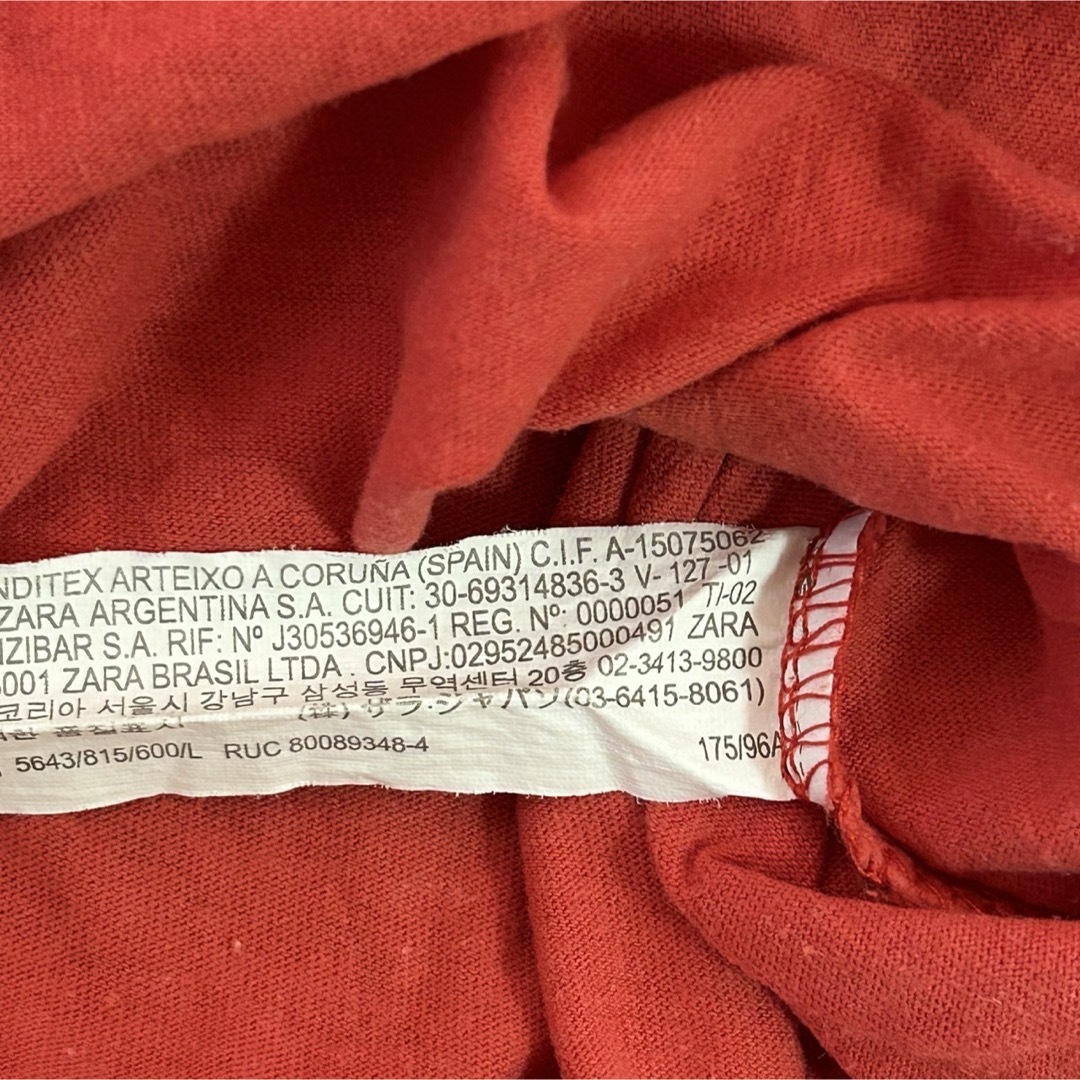 NDITEX ARTEIXO A CORUÑA (SPAIN) C.I.F. A-15075062
ZARA ARGENTINA S.A. CUIT: 30-69314836-3 V- 127 -01
IZIBAR S.A. RIF: Nº J30536946-1 REG. Nº: 0000051 TI-02
001 ZARA BRASIL LTDA . CNPJ:02952485000491 ZARA
코리아 서울시 강남구 삼성동 무역센터 20층 02-3413-9800
(株) ザラ・ジャパン(03-6415-8061)
5643/815/600/L RUC 80089348-4 175/96A